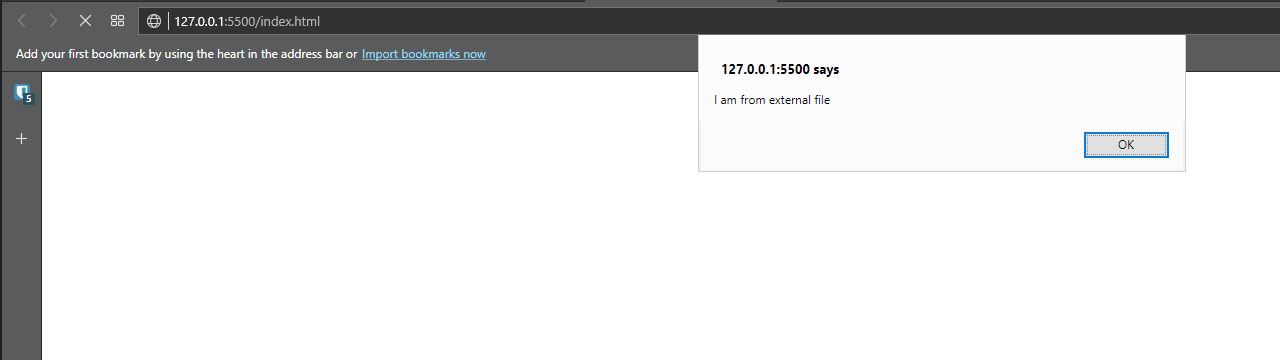 127.0.0.1:5500/index.html
Add your first bookmark by using the heart in the address bar or Import bookmarks now
127.0.0.1:5500 says
I am from external file
OK
5